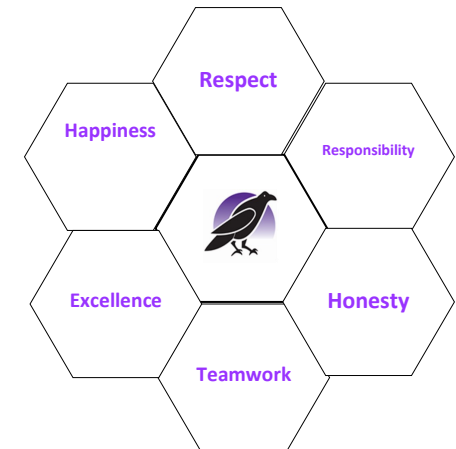 Respect
Happiness
Responsibility
Excellence
Honesty
Teamwork